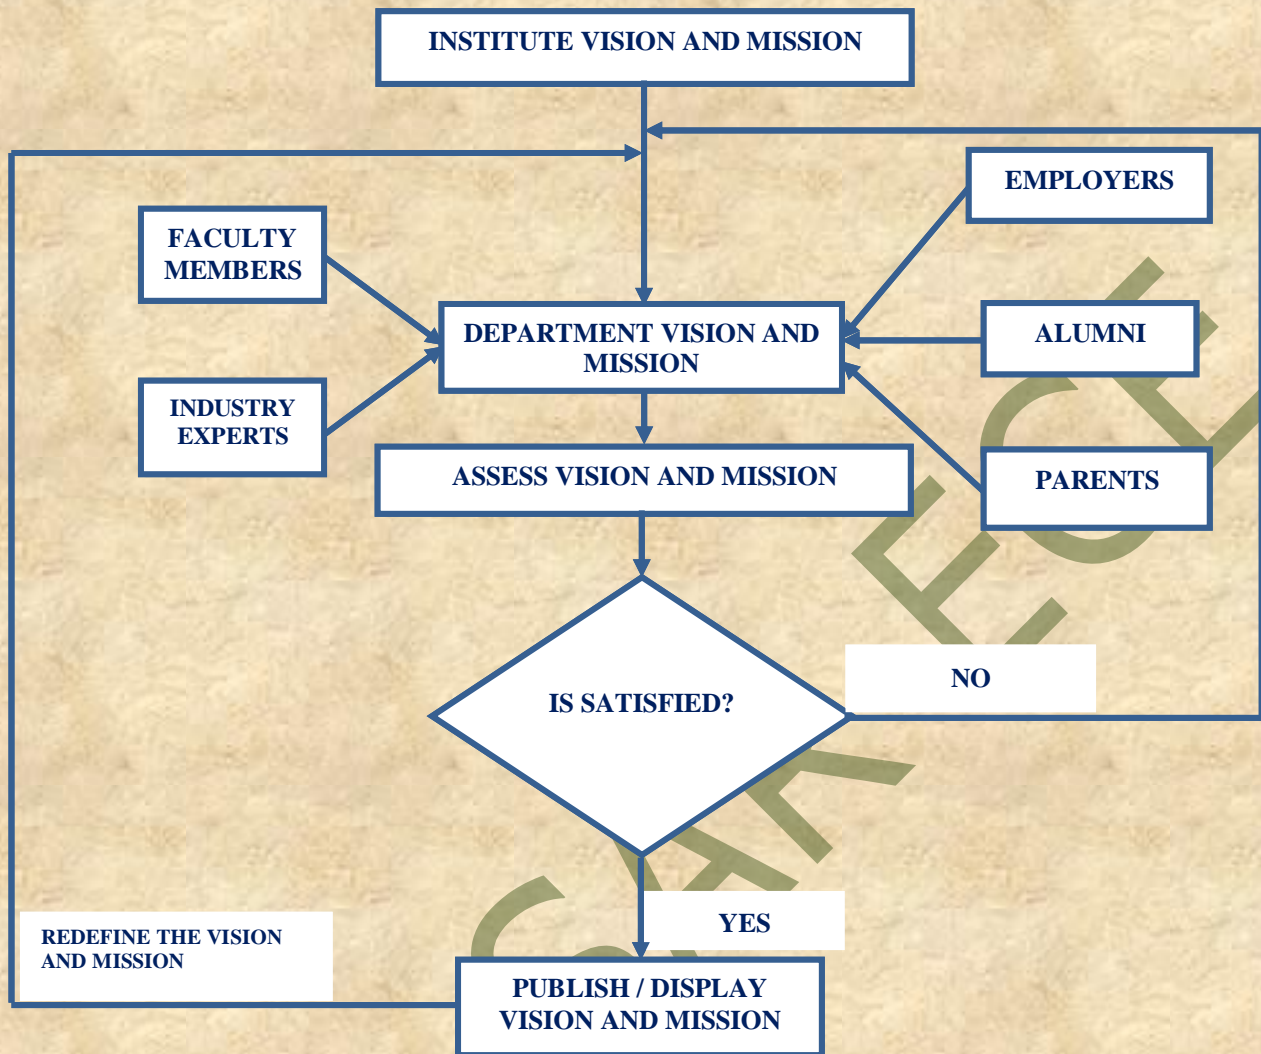 INSTITUTE VISION AND MISSION
EMPLOYERS
FACULTY
MEMBERS
DEPARTMENT VISION AND
MISSION
ALUMNI
INDUSTRY
EXPERTS
ASSESS VISION AND MISSION
PARENTS
IS SATISFIED?
NO
YES
REDEFINE THE VISION
AND MISSION
PUBLISH / DISPLAY
VISION AND MISSION
ECE